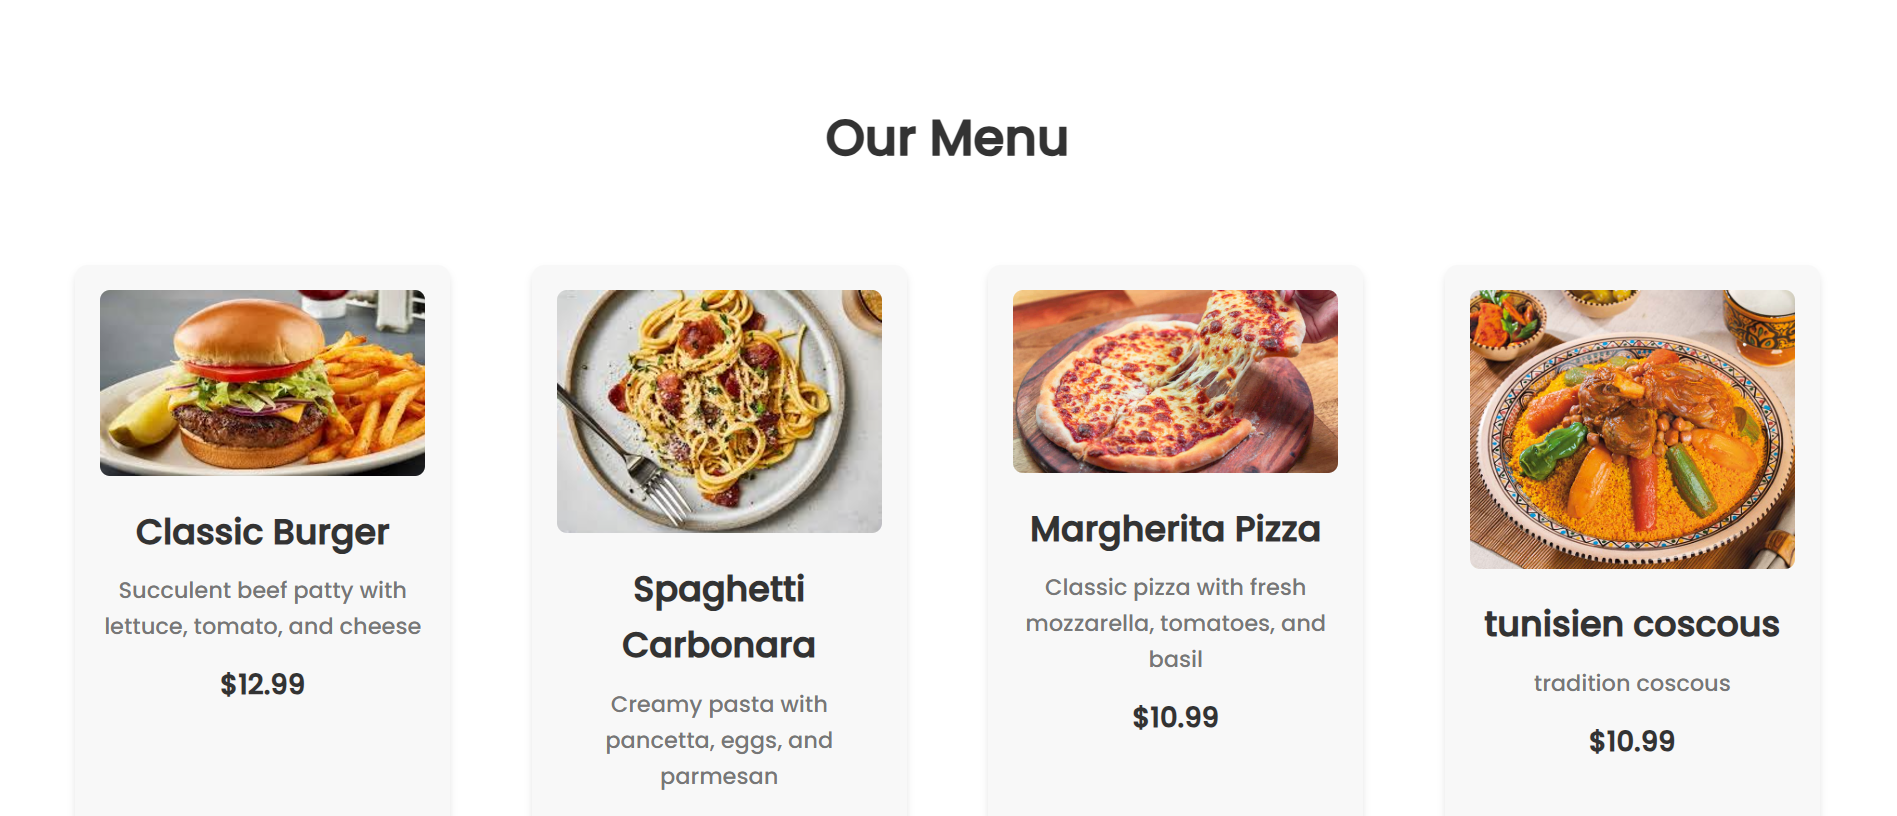 Our Menu
Classic Burger
Succulent beef patty with
lettuce, tomato, and cheese
$12.99
Spaghetti
Carbonara
Creamy pasta with
pancetta, eggs, and
parmesan
Margherita Pizza
Classic pizza with fresh
mozzarella, tomatoes, and
basil
$10.99
tunisien coscous
tradition coscous
$10.99